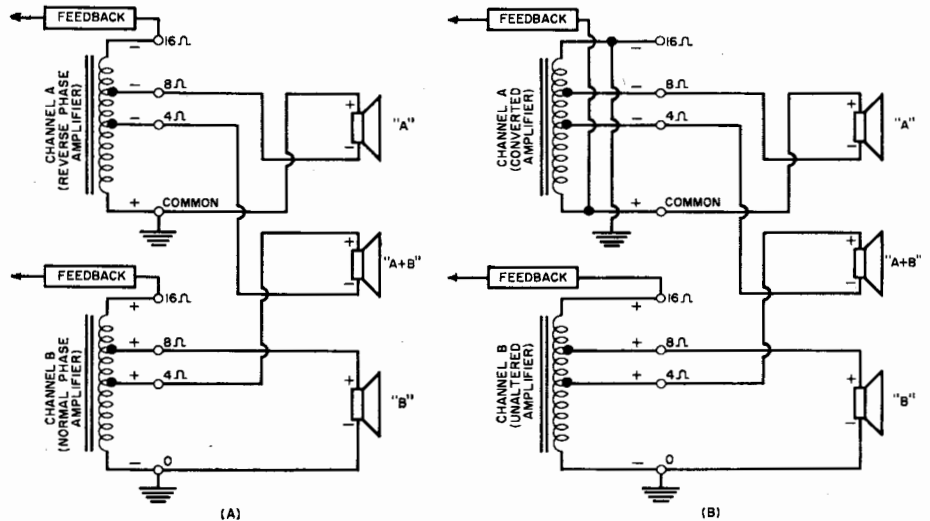 FEEDBACK
16Ω
−
CHANNEL A
(REVERSE PHASE
AMPLIFIER)
− 8Ω
− 4Ω
+
"A"
−
+ COMMON
+
"A+B"
−
FEEDBACK
16Ω
+
CHANNEL B
(NORMAL PHASE
AMPLIFIER)
+ 8Ω
+ 4Ω
+
"B"
−
− 0
(A)
FEEDBACK
16Ω
−
CHANNEL A
(CONVERTED
AMPLIFIER)
− 8Ω
− 4Ω
+
"A"
−
+ COMMON
+
"A+B"
−
FEEDBACK
16Ω
+
CHANNEL B
(UNALTERED
AMPLIFIER)
+ 8Ω
+ 4Ω
+
"B"
−
− 0
(B)